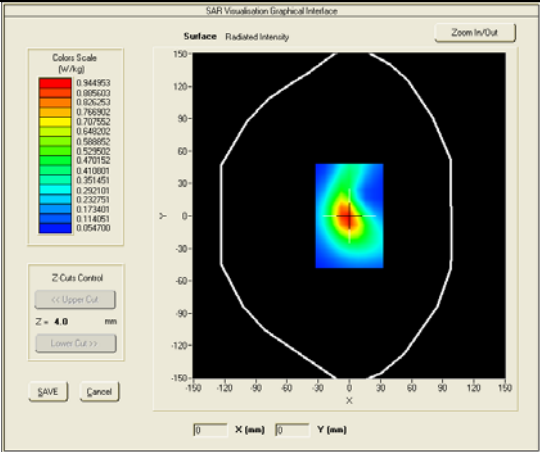 SAR Visualisation Graphical Interface
Surface Radiated Intensity
Zoom In/Out
Colors Scale
(W/kg)
0.944953
0.885603
0.826253
0.766902
0.707552
0.648202
0.588852
0.529502
0.470152
0.410801
0.351451
0.292101
0.232751
0.173401
0.114051
0.054700
Z-Cuts Control
<< Upper Cut
Z = 4.0 mm
Lower Cut >>
SAVE Cancel
150
120
90
60
30
0
-30
-60
-90
-120
-150
Y
-150 -120 -90 -60 -30 0 30 60 90 120 150
X
0 X (mm) 0 Y (mm)